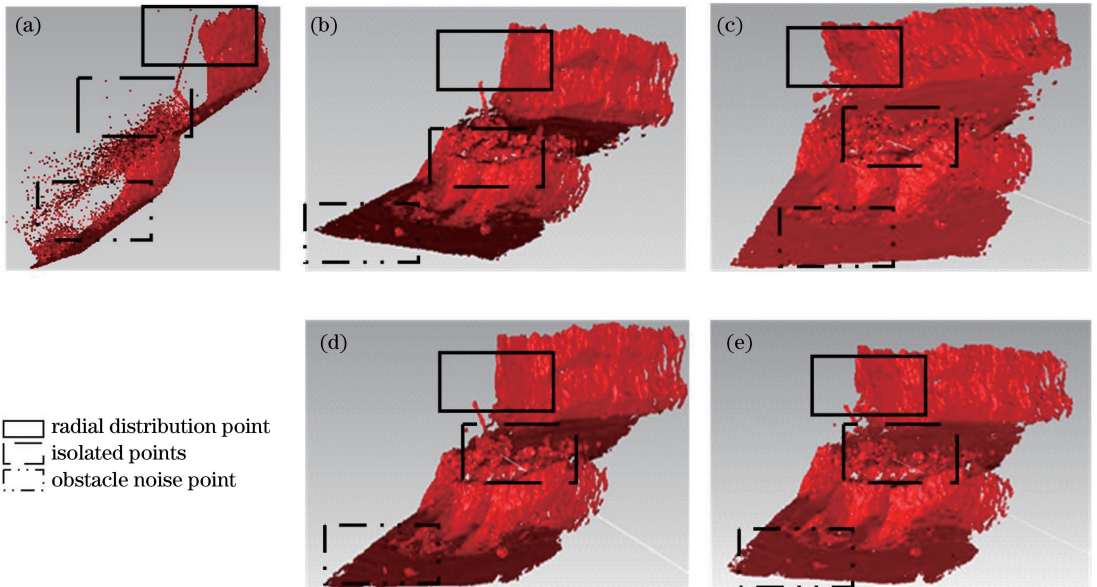 (a)
(b)
(c)
(d)
(e)
radial distribution point
isolated points
obstacle noise point